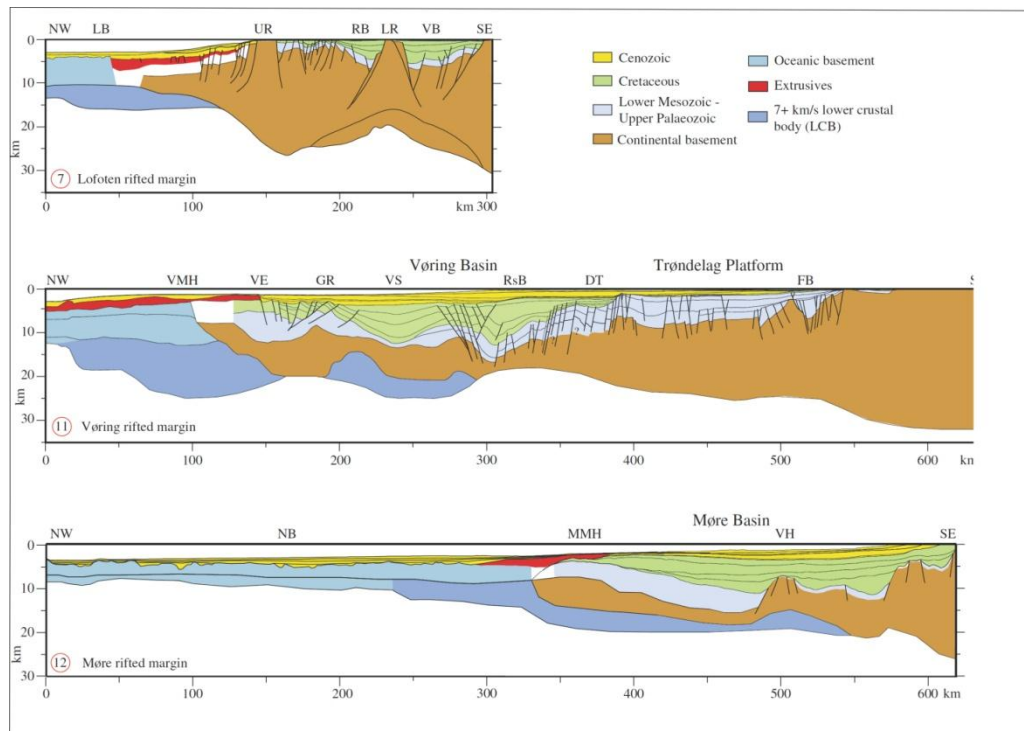 NW LB UR RB LR VB SE
0
10
20
30
km
7 Lofoten rifted margin
0 100 200 km 300
Cenozoic
Cretaceous
Lower Mesozoic -
Upper Palaeozoic
Continental basement
Oceanic basement
Extrusives
7+ km/s lower crustal
body (LCB)
Vøring Basin Trøndelag Platform
NW VMH VE GR VS RsB DT FB
0
10
20
30
km
?
11 Vøring rifted margin
0 100 200 300 400 500 600
Møre Basin
NW NB MMH VH SE
0
10
20
30
km
12 Møre rifted margin
0 100 200 300 400 500 600 km